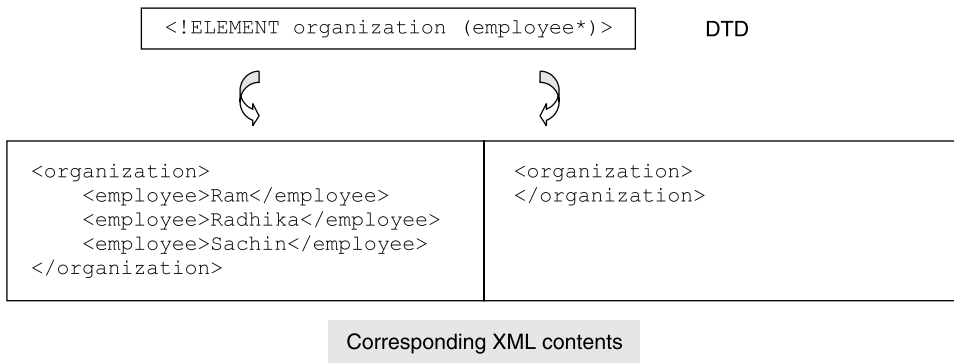 <!ELEMENT organization (employee*)>
DTD
<organization>
<employee>Ram</employee>
<employee>Radhika</employee>
<employee>Sachin</employee>
</organization>
<organization>
</organization>
Corresponding XML contents